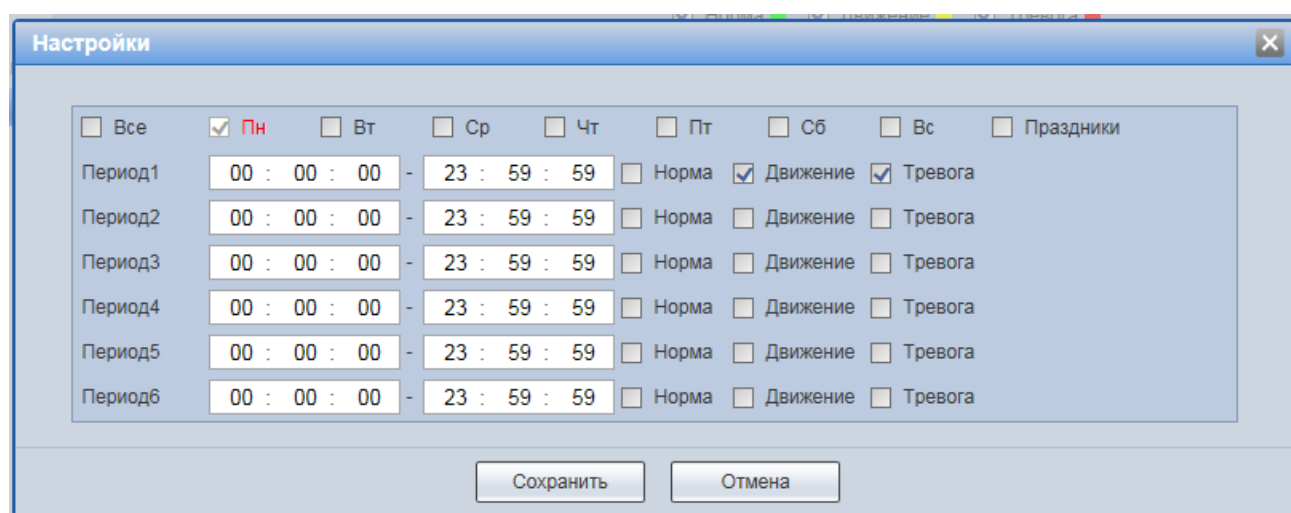 Норма Движение Тревога
Настройки
Все Пн Вт Ср Чт Пт Сб Вс Праздники
Период1 00 : 00 : 00 - 23 : 59 : 59 Норма Движение Тревога
Период2 00 : 00 : 00 - 23 : 59 : 59 Норма Движение Тревога
Период3 00 : 00 : 00 - 23 : 59 : 59 Норма Движение Тревога
Период4 00 : 00 : 00 - 23 : 59 : 59 Норма Движение Тревога
Период5 00 : 00 : 00 - 23 : 59 : 59 Норма Движение Тревога
Период6 00 : 00 : 00 - 23 : 59 : 59 Норма Движение Тревога
Сохранить Отмена